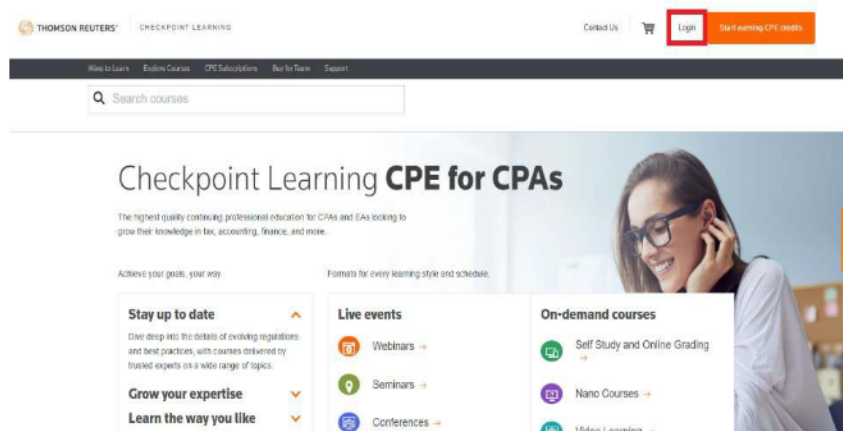 THOMSON REUTERS® CHECKPOINT LEARNING Contact Us Login Start earning CPE credits
Ways to Learn Explore Courses CPE Subscriptions Buy for Team Support
Search courses
Checkpoint Learning CPE for CPAs
The highest quality continuing professional education for CPAs and EAs looking to
grow their knowledge in tax, accounting, finance, and more.
Achieve your goals, your way.
Formats for every learning style and schedule.
Stay up to date
Dive deep into the details of evolving regulations
and best practices, with courses delivered by
trusted experts on a wide range of topics.
Grow your expertise
Learn the way you like
Live events
Webinars →
Seminars →
Conferences →
On-demand courses
Self Study and Online Grading
→
Nano Courses →
Video Learning →